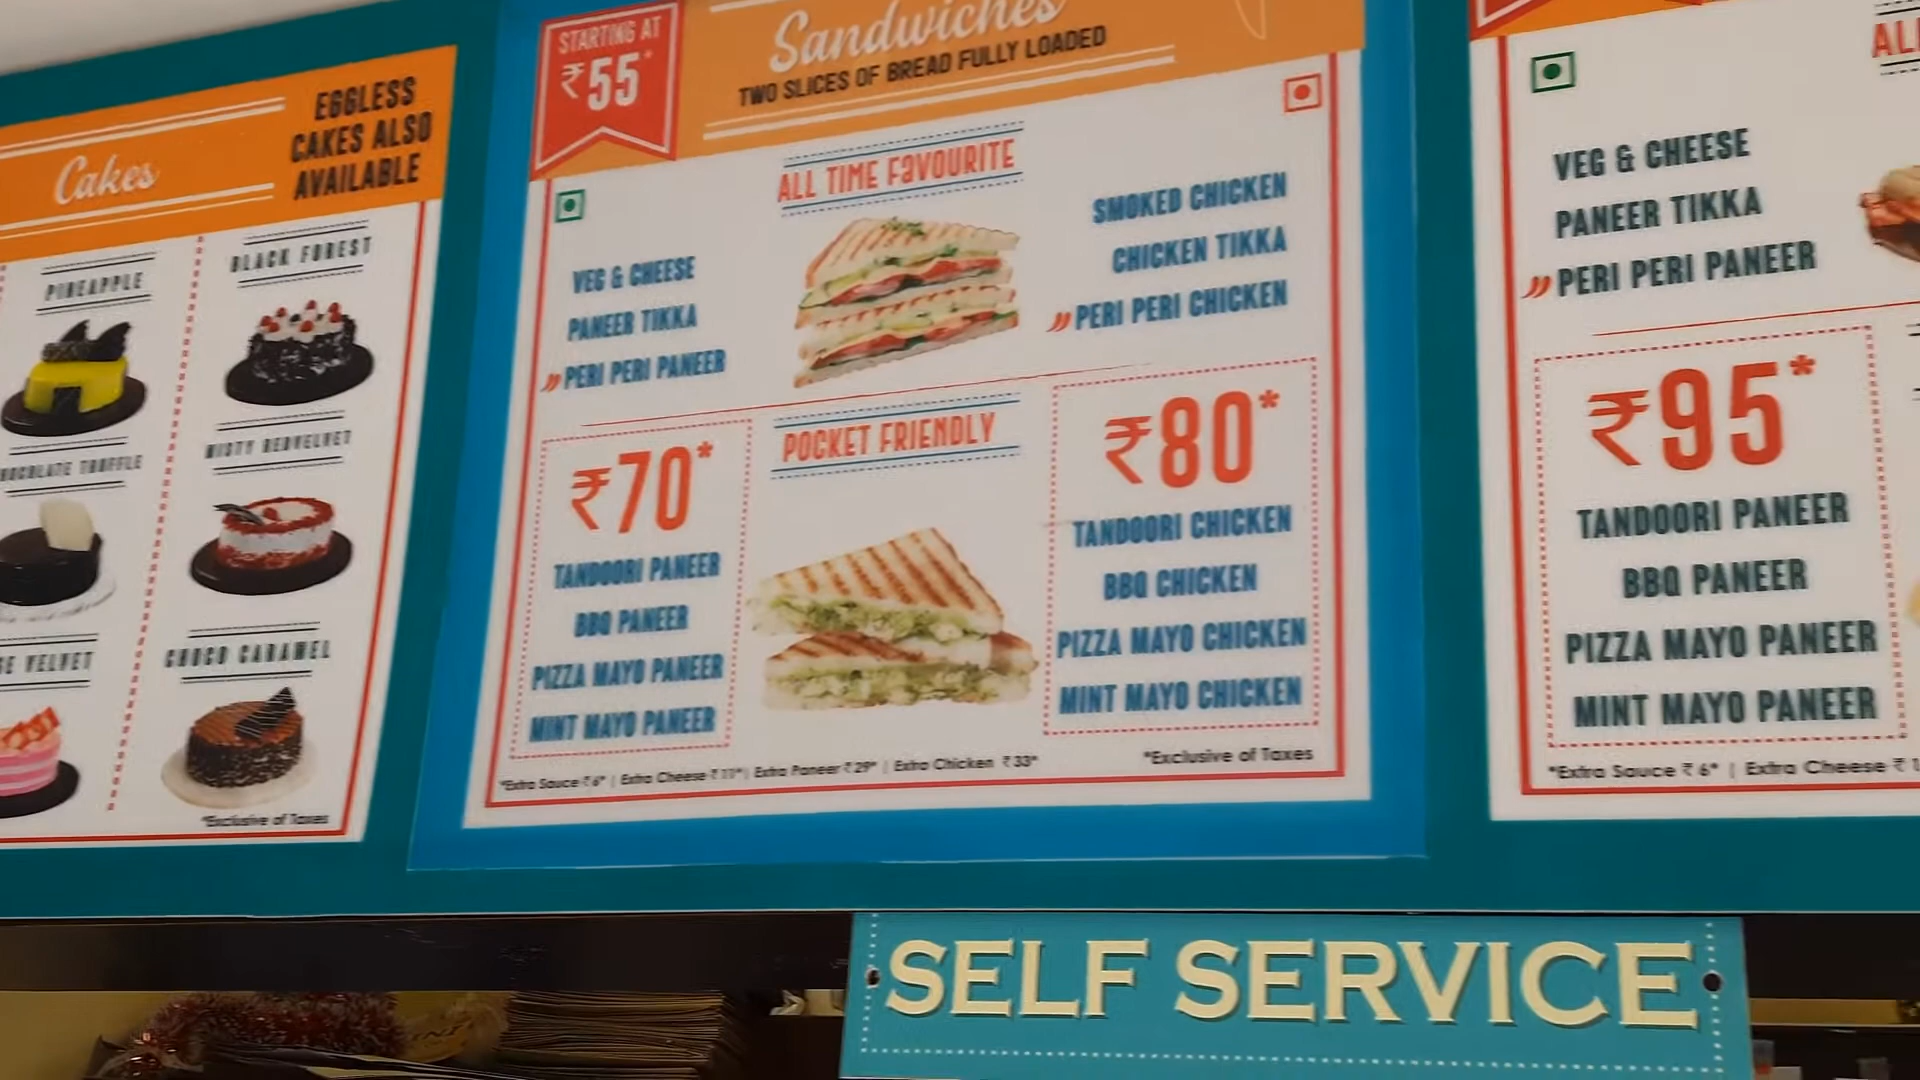 Cakes
EGGLESS
CAKES ALSO
AVAILABLE
PINEAPPLE
BLACK FOREST
MISTY REDVELVET
TRUFFLE
VELVET
CHOCO CARAMEL
*Exclusive of Taxes
STARTING AT
₹55*
Sandwiches
TWO SLICES OF BREAD FULLY LOADED
ALL TIME FAVOURITE
VEG & CHEESE
PANEER TIKKA
PERI PERI PANEER
SMOKED CHICKEN
CHICKEN TIKKA
PERI PERI CHICKEN
POCKET FRIENDLY
₹70*
TANDOORI PANEER
BBQ PANEER
PIZZA MAYO PANEER
MINT MAYO PANEER
₹80*
TANDOORI CHICKEN
BBQ CHICKEN
PIZZA MAYO CHICKEN
MINT MAYO CHICKEN
*Extra Sauce ₹6* | Extra Cheese ₹11* | Extra Paneer ₹29* | Extra Chicken ₹33*
*Exclusive of Taxes
VEG & CHEESE
PANEER TIKKA
PERI PERI PANEER
₹95*
TANDOORI PANEER
BBQ PANEER
PIZZA MAYO PANEER
MINT MAYO PANEER
*Extra Sauce ₹6* | Extra Cheese ₹
SELF SERVICE